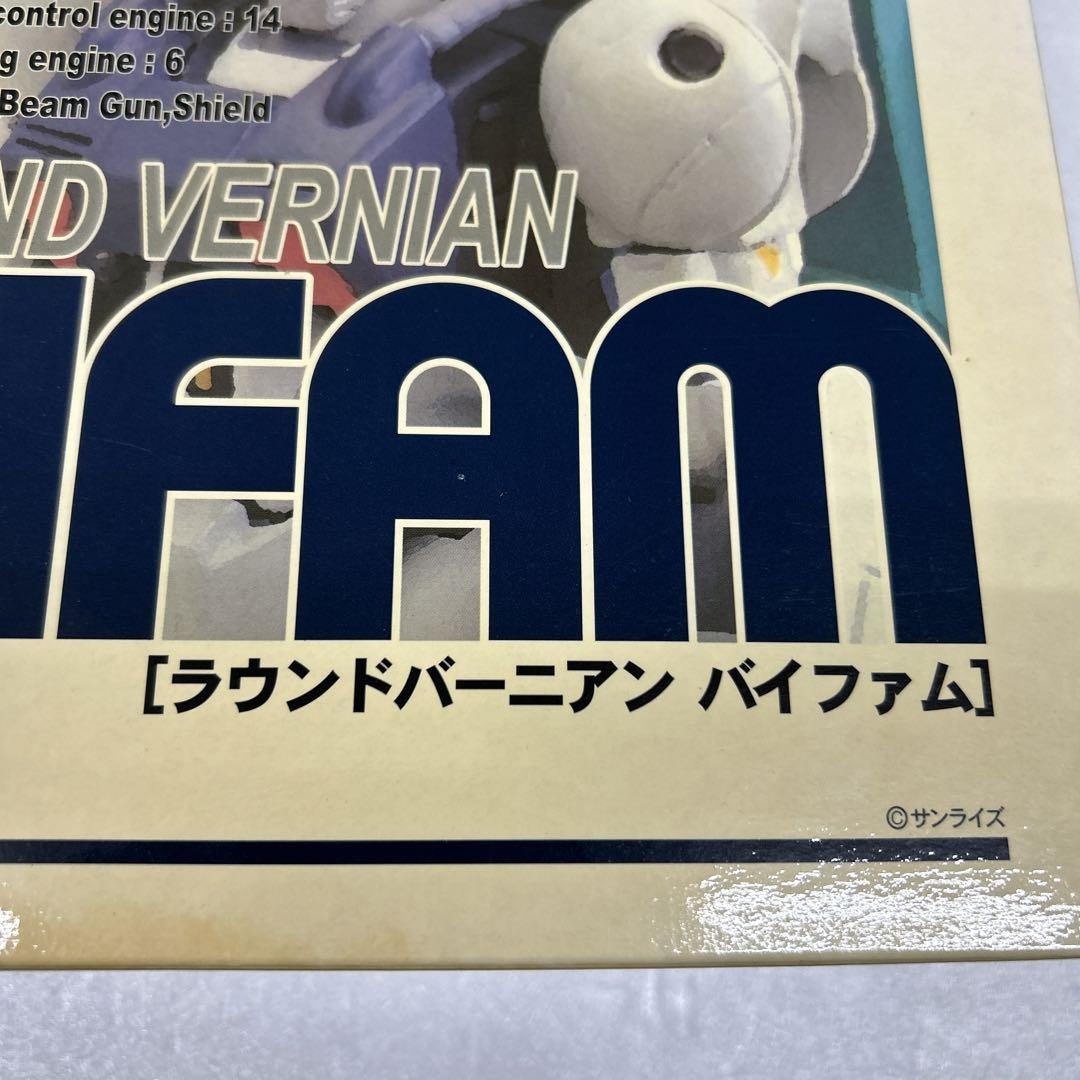 control engine : 14
g engine : 6
Beam Gun,Shield
ND VERNIAN
IFAM
[ラウンドバーニアン バイファム]
©サンライズ